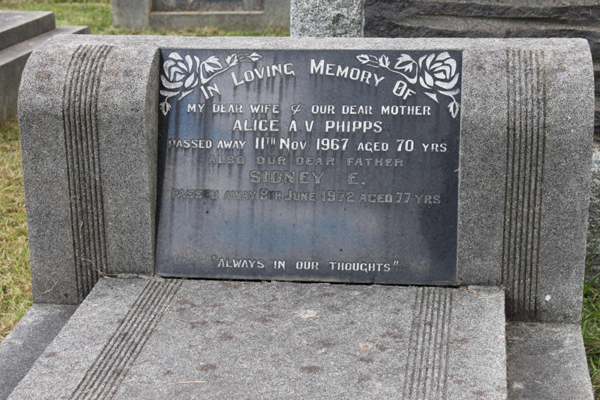 In Loving Memory Of
My dear wife & our dear mother
Alice A.V Phipps
Passed away 11th Nov 1967 aged 70 yrs
Also our dear father
Sidney E.
Passed away 8th June 1972 aged 77 yrs
"Always in our thoughts"